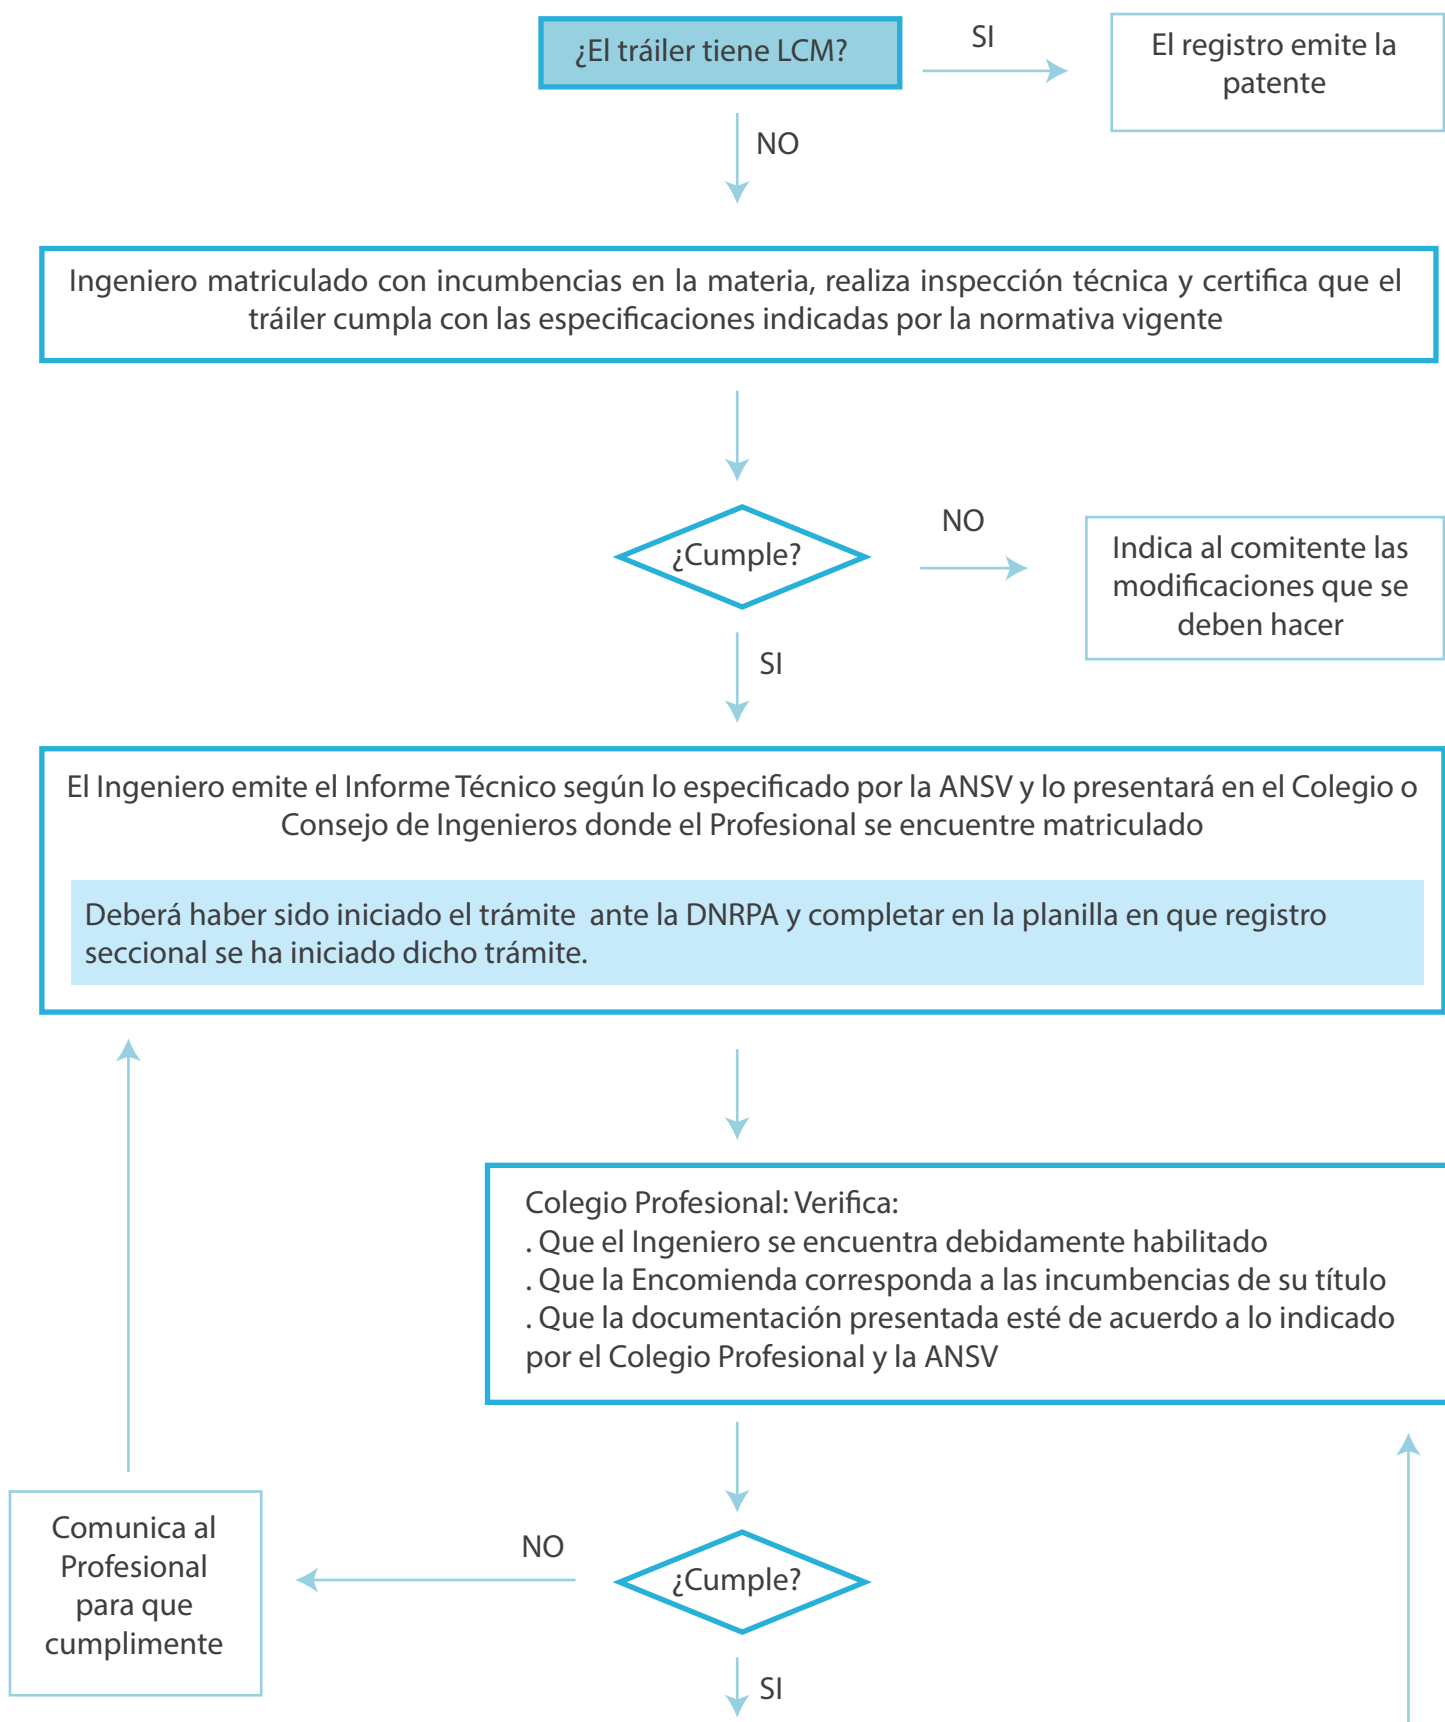 ¿El tráiler tiene LCM?
SI
El registro emite la
patente
NO
Ingeniero matriculado con incumbencias en la materia, realiza inspección técnica y certifica que el
tráiler cumpla con las especificaciones indicadas por la normativa vigente
¿Cumple?
NO
Indica al comitente las
modificaciones que se
deben hacer
SI
El Ingeniero emite el Informe Técnico según lo especificado por la ANSV y lo presentará en el Colegio o
Consejo de Ingenieros donde el Profesional se encuentre matriculado
Deberá haber sido iniciado el trámite  ante la DNRPA y completar en la planilla en que registro
seccional se ha iniciado dicho trámite.
Colegio Profesional: Verifica:
. Que el Ingeniero se encuentra debidamente habilitado
. Que la Encomienda corresponda a las incumbencias de su título
. Que la documentación presentada esté de acuerdo a lo indicado
por el Colegio Profesional y la ANSV
Comunica al
Profesional
para que
cumplimente
NO
¿Cumple?
SI